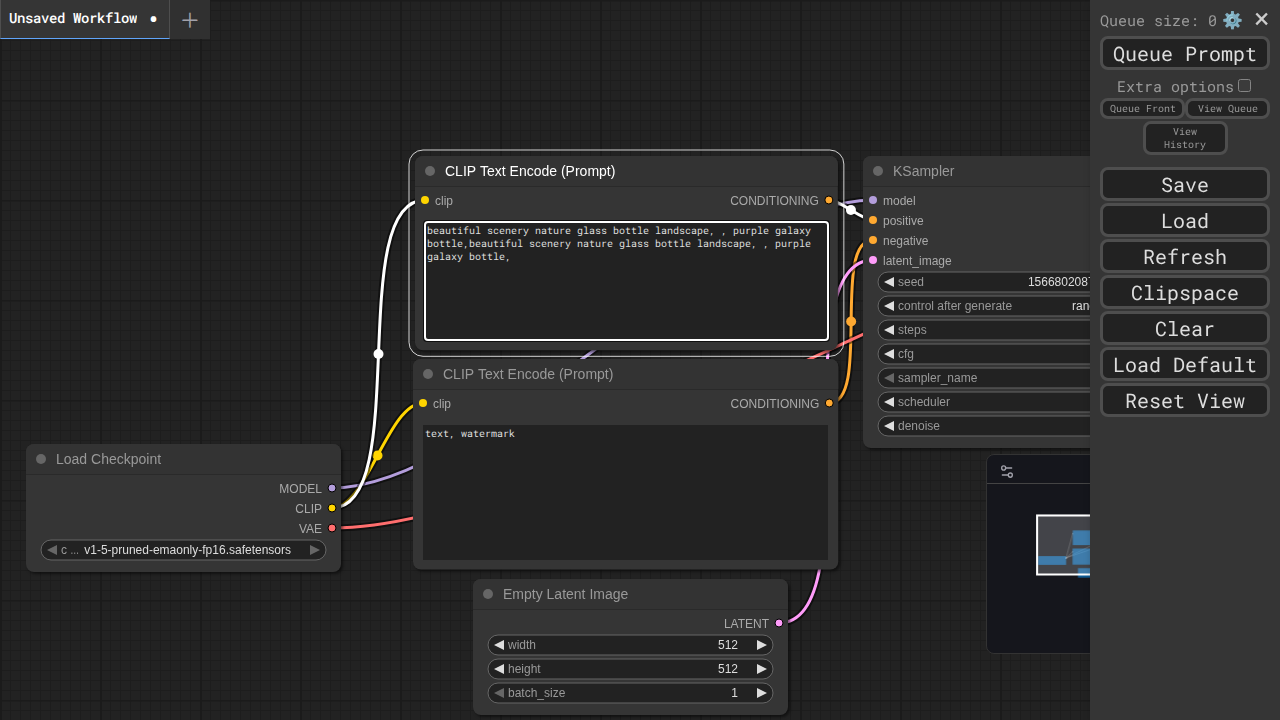 Unsaved Workflow
Queue size: 0
Queue Prompt
Extra options
Queue Front
View Queue
View
History
Save
Load
Refresh
Clipspace
Clear
Load Default
Reset View
CLIP Text Encode (Prompt)
clip
CONDITIONING
beautiful scenery nature glass bottle landscape, , purple galaxy
bottle,beautiful scenery nature glass bottle landscape, , purple
galaxy bottle,
KSampler
model
positive
negative
latent_image
seed
1566802087
control after generate
ran
steps
cfg
sampler_name
scheduler
denoise
CLIP Text Encode (Prompt)
clip
CONDITIONING
text, watermark
Load Checkpoint
MODEL
CLIP
VAE
c ... v1-5-pruned-emaonly-fp16.safetensors
Empty Latent Image
LATENT
width 512
height 512
batch_size 1